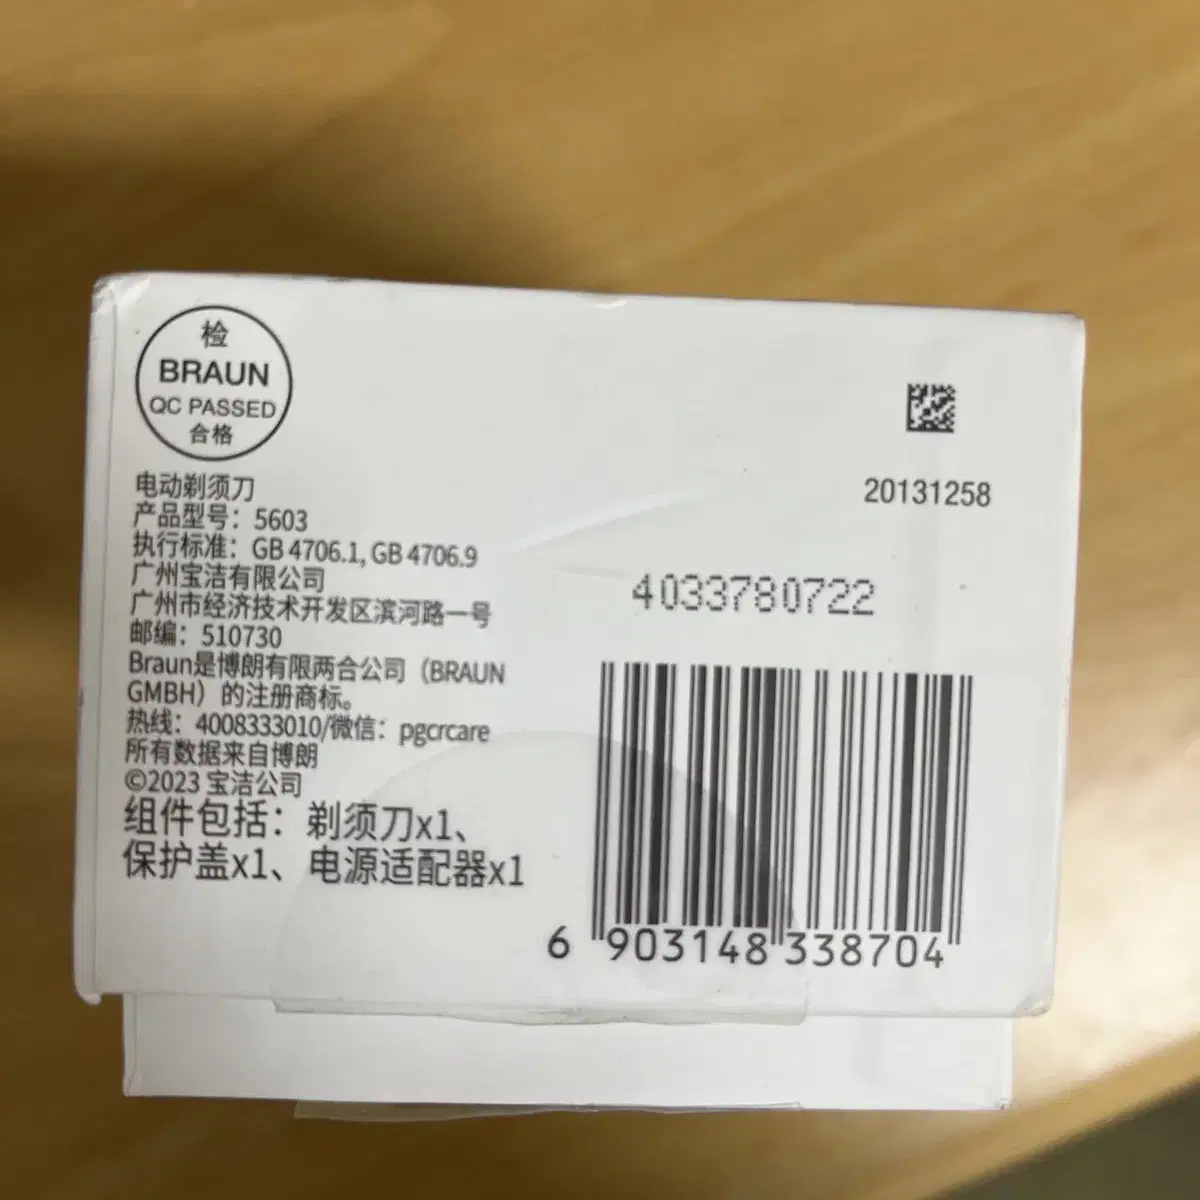 检
BRAUN
QC PASSED
合格
电动剃须刀
产品型号：5603
执行标准：GB 4706.1, GB 4706.9
广州宝洁有限公司
广州市经济技术开发区滨河路一号
邮编：510730
Braun是博朗有限两合公司（BRAUN
GMBH）的注册商标。
热线：4008333010/微信：pgcrcare
所有数据来自博朗
©2023 宝洁公司
组件包括：剃须刀x1、
保护盖x1、电源适配器x1
20131258
4033780722
6 903148 338704